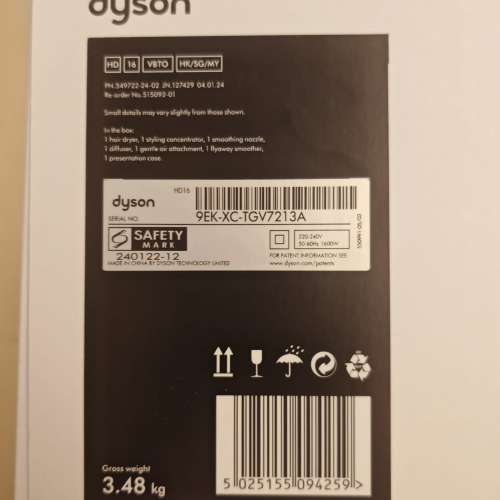 dyson
HD 16 VBTO HK/SG/MY
PN.549722-24-02 JN.127429 04.01.24
Re-order No.515092-01
Small details may vary slightly from those shown.
In the box:
1 hair dryer, 1 styling concentrator, 1 smoothing nozzle,
1 diffuser, 1 gentle air attachment, 1 flyaway smoother,
1 presentation case.
HD16
dyson
SERIAL NO.
9EK-XC-TGV7213A
S SAFETY
MARK
240122-12
220-240V
50-60Hz 1600W
MADE IN CHINA BY DYSON TECHNOLOGY LIMITED
FOR PATENT INFORMATION SEE
www.dyson/patents
Gross weight
3.48 kg
5 025155 094259 >